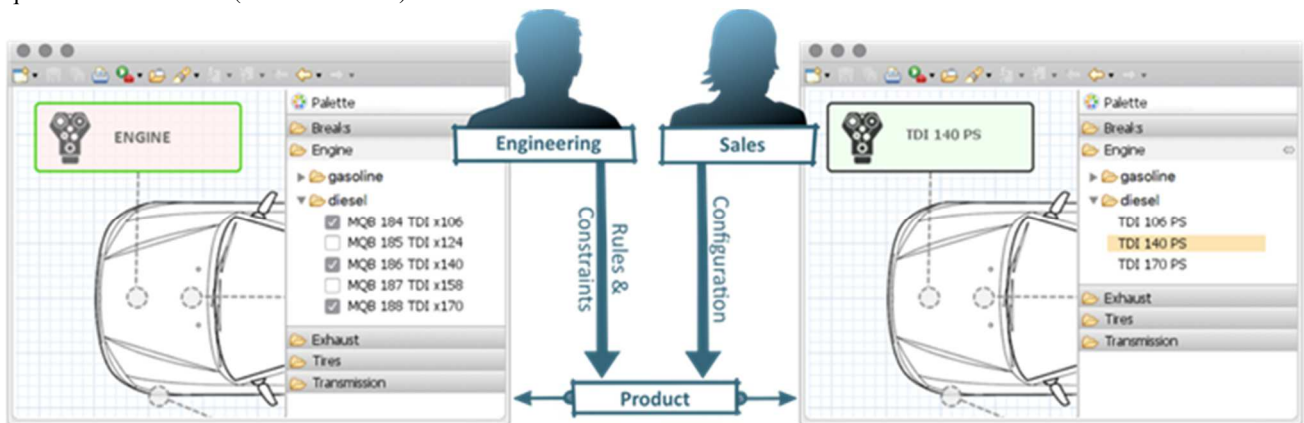 ENGINE
Palette
Breaks
Engine
gasoline
diesel
MQB 184 TDI x106
MQB 185 TDI x124
MQB 186 TDI x140
MQB 187 TDI x158
MQB 188 TDI x170
Exhaust
Tires
Transmission
Engineering
Sales
Rules &
Constraints
Configuration
Product
TDI 140 PS
Palette
Breaks
Engine
gasoline
diesel
TDI 106 PS
TDI 140 PS
TDI 170 PS
Exhaust
Tires
Transmission